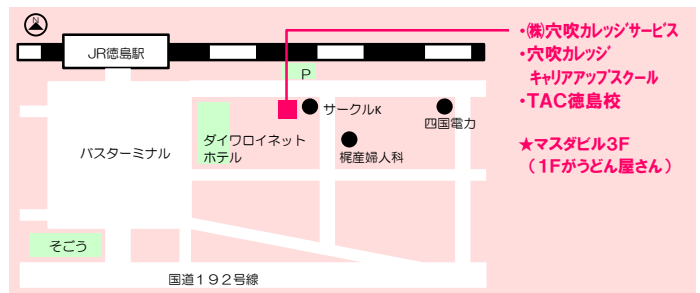 N
JR徳島駅
P
サークルK
四国電力
ダイワロイネット
ホテル
梶産婦人科
バスターミナル
そごう
国道192号線
・㈱穴吹カレッジサービス
・穴吹カレッジ
キャリアアップスクール
・TAC徳島校
★マスダビル3F
(1Fがうどん屋さん)